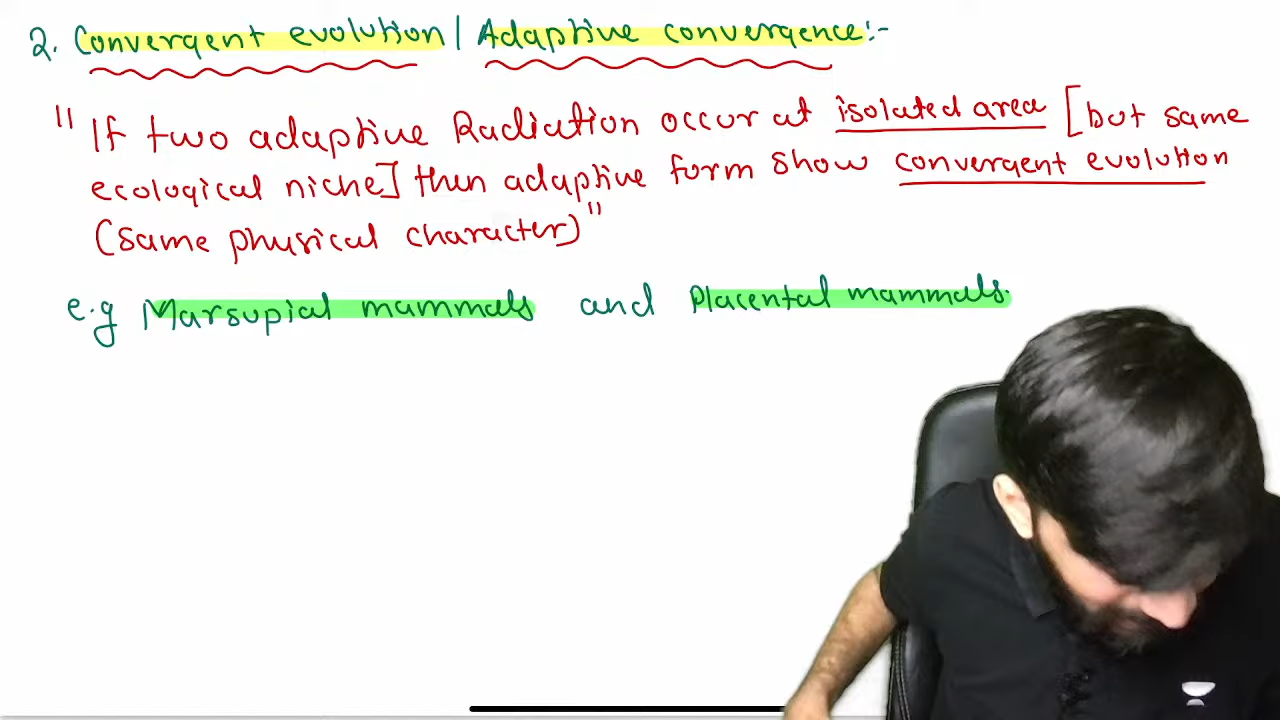 2. Convergent evolution | Adaptive convergence:-
" If two adaptive Radiation occur at isolated area [but same
ecological niche] then adaptive form show convergent evolution
(same physical character)"
e.g Marsupial mammals and Placental mammals.